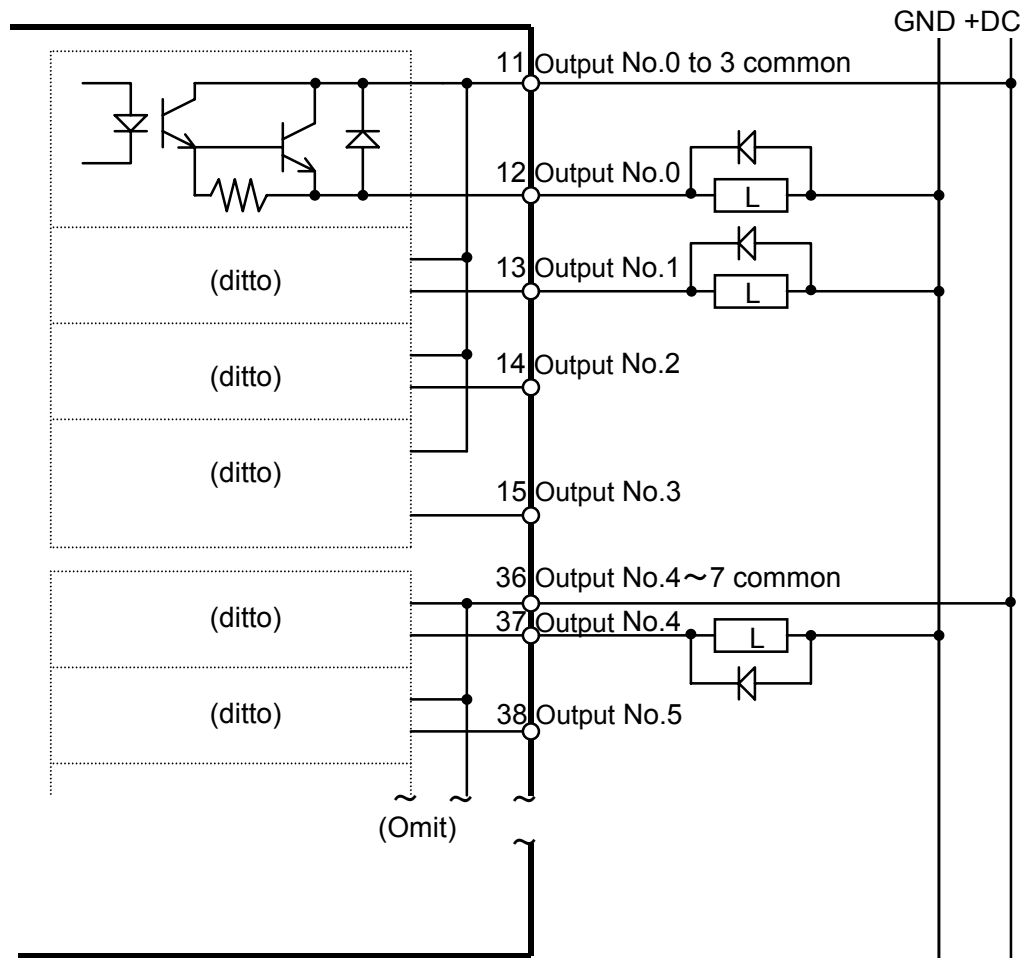 GND +DC
11 Output No.0 to 3 common
12 Output No.0
L
(ditto)
13 Output No.1
L
(ditto)
14 Output No.2
(ditto)
15 Output No.3
36 Output No.4～7 common
(ditto)
37 Output No.4
L
(ditto)
38 Output No.5
(Omit)